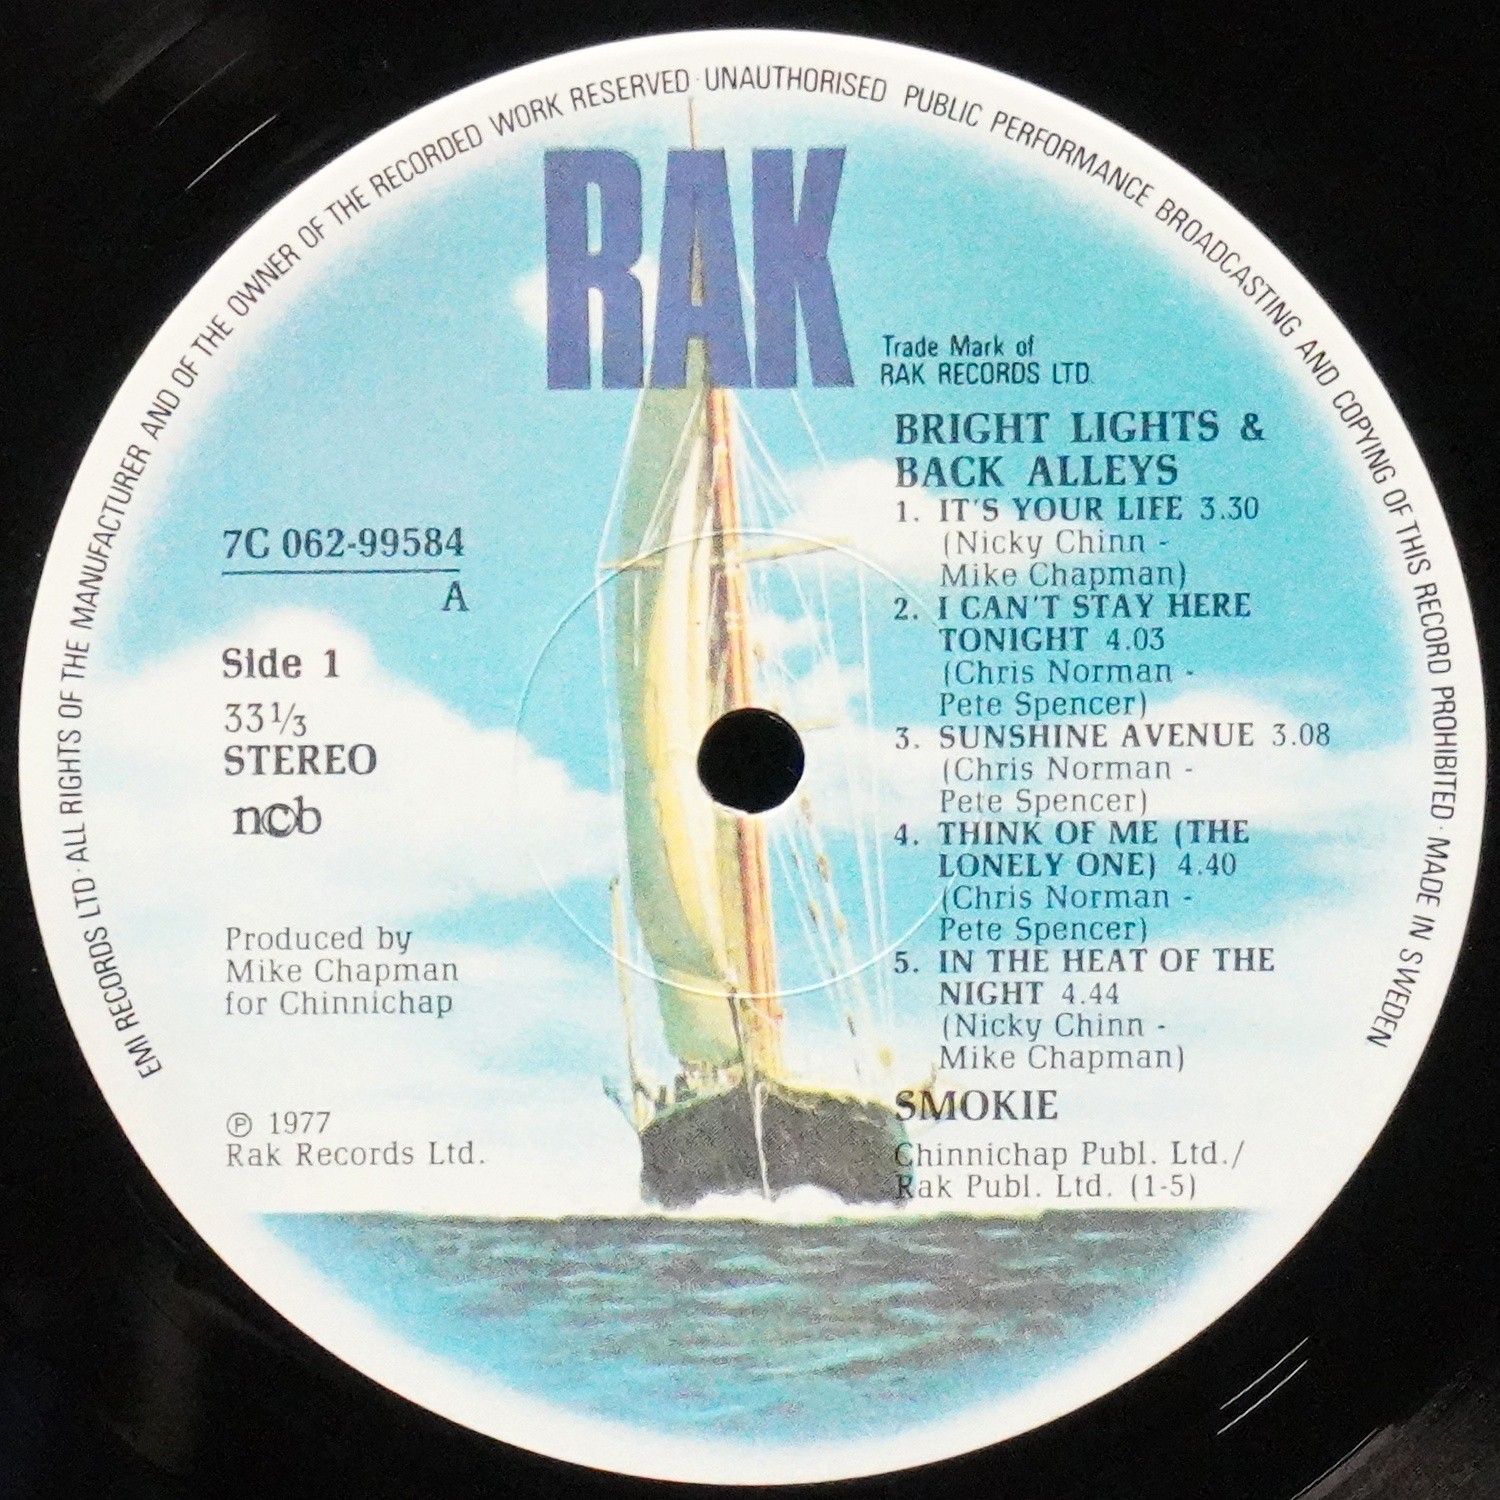 EMI RECORDS LTD · ALL RIGHTS OF THE MANUFACTURER AND OF THE OWNER OF THE RECORDED WORK RESERVED · UNAUTHORISED PUBLIC PERFORMANCE BROADCASTING AND COPYING OF THIS RECORD PROHIBITED · MADE IN SWEDEN
RAK
Trade Mark of
RAK RECORDS LTD.
7C 062-99584
A
Side 1
33 1/3
STEREO
ncb
Produced by
Mike Chapman
for Chinnichap
℗ 1977
Rak Records Ltd.
BRIGHT LIGHTS &
BACK ALLEYS
1. IT'S YOUR LIFE 3.30
(Nicky Chinn -
Mike Chapman)
2. I CAN'T STAY HERE
TONIGHT 4.03
(Chris Norman -
Pete Spencer)
3. SUNSHINE AVENUE 3.08
(Chris Norman -
Pete Spencer)
4. THINK OF ME (THE
LONELY ONE) 4.40
(Chris Norman -
Pete Spencer)
5. IN THE HEAT OF THE
NIGHT 4.44
(Nicky Chinn -
Mike Chapman)
SMOKIE
Chinnichap Publ. Ltd./
Rak Publ. Ltd. (1-5)